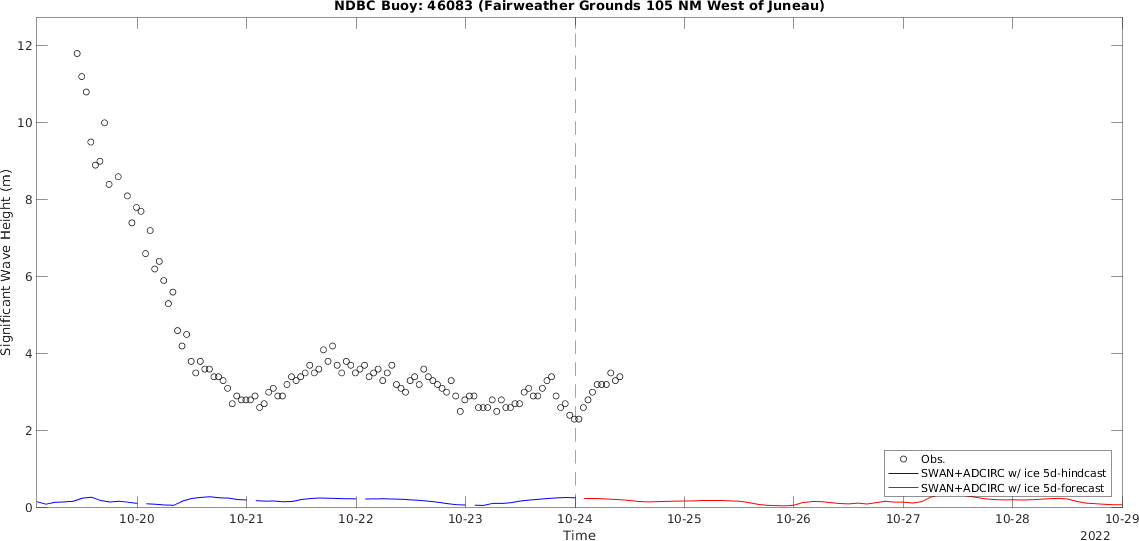 NDBC Buoy: 46083 (Fairweather Grounds 105 NM West of Juneau)
12
10
8
6
4
2
0
Significant Wave Height (m)
Obs.
SWAN+ADCIRC w/ ice 5d-hindcast
SWAN+ADCIRC w/ ice 5d-forecast
10-20 10-21 10-22 10-23 10-24 10-25 10-26 10-27 10-28 10-29
Time
2022